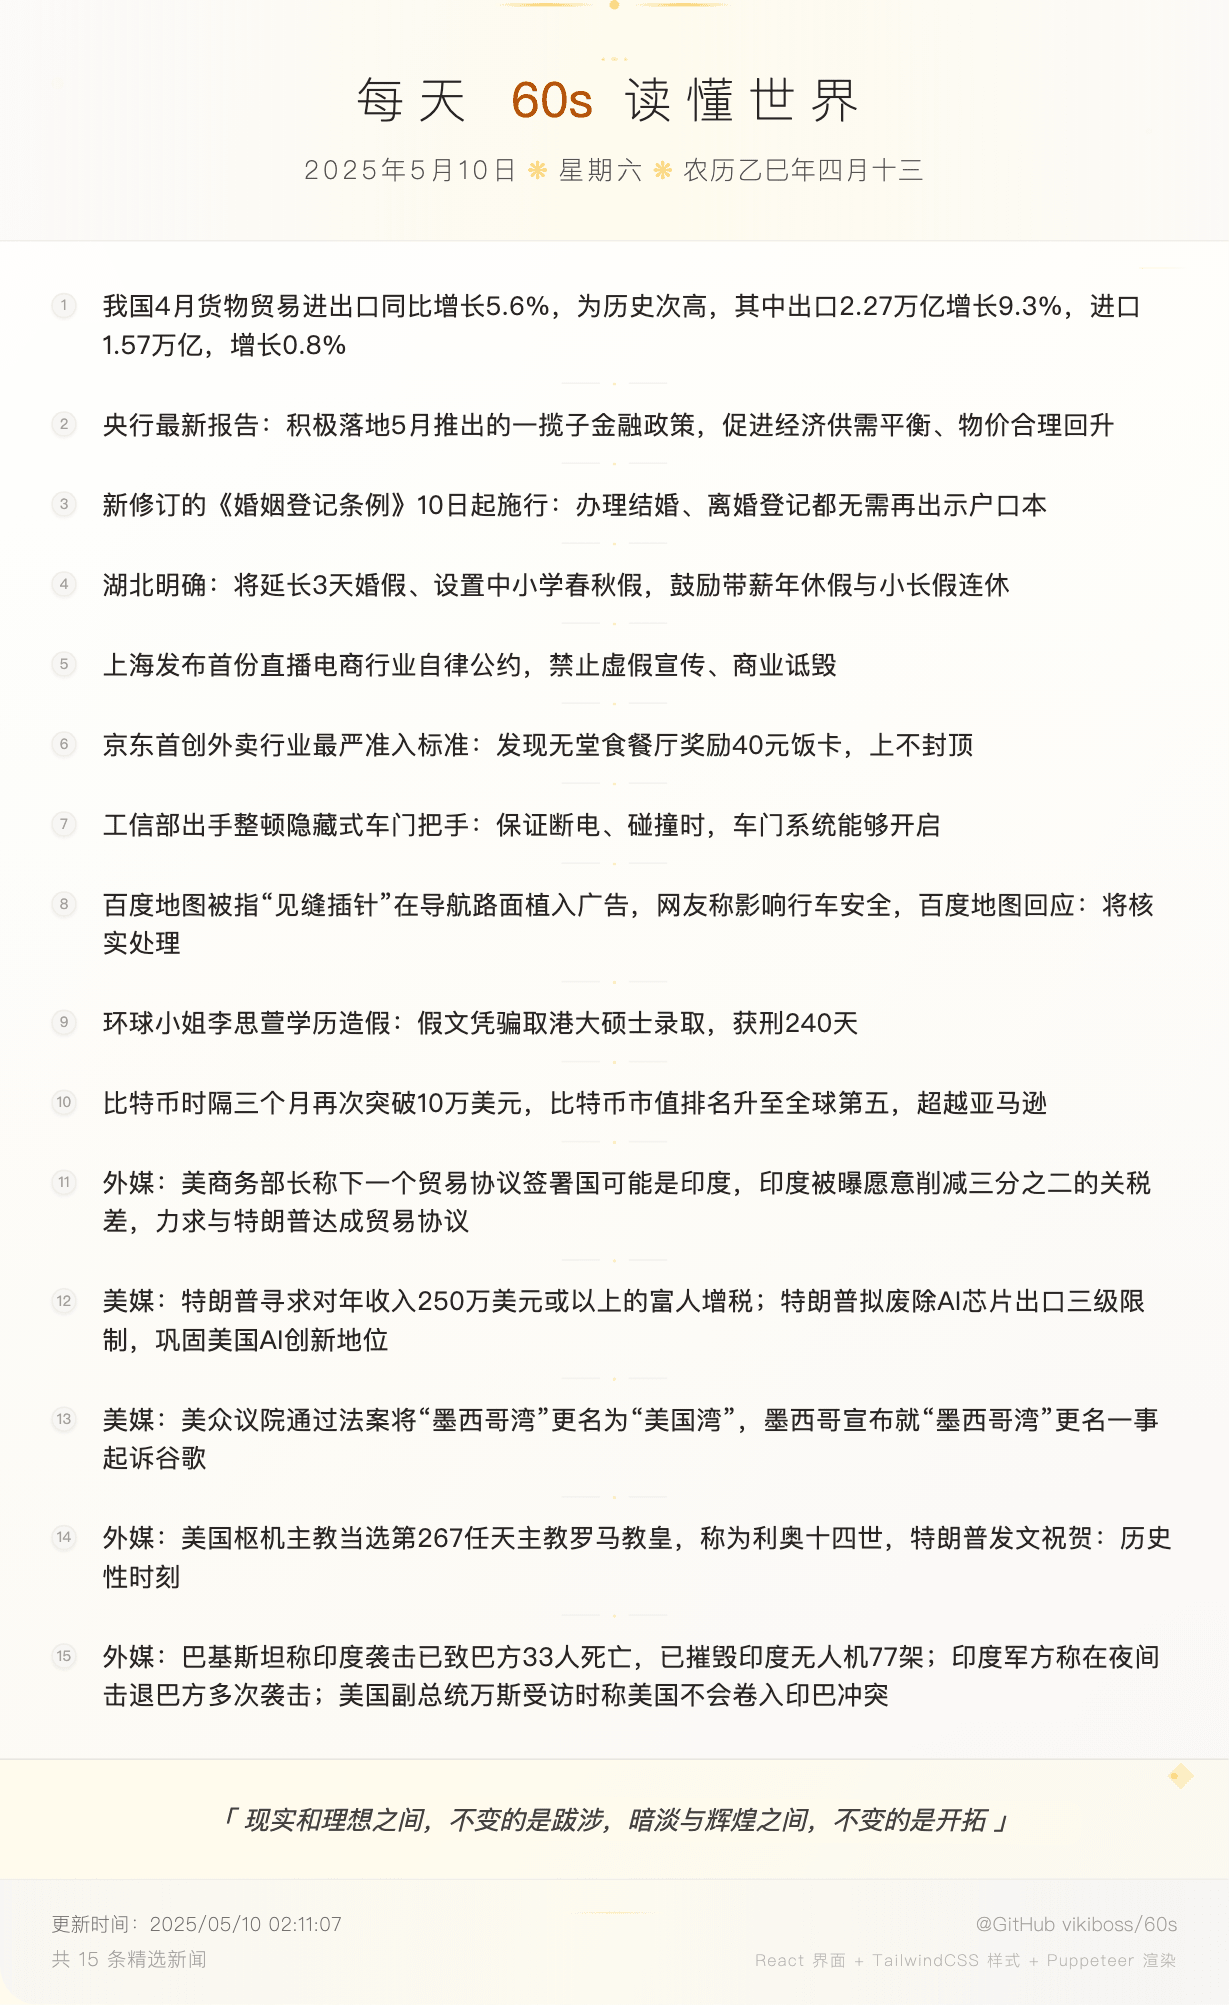 每天 60s 读懂世界
2025年5月10日 ❋ 星期六 ❋ 农历乙巳年四月十三
1 我国4月货物贸易进出口同比增长5.6%，为历史次高，其中出口2.27万亿增长9.3%，进口
1.57万亿，增长0.8%
2 央行最新报告：积极落地5月推出的一揽子金融政策，促进经济供需平衡、物价合理回升
3 新修订的《婚姻登记条例》10日起施行：办理结婚、离婚登记都无需再出示户口本
4 湖北明确：将延长3天婚假、设置中小学春秋假，鼓励带薪年休假与小长假连休
5 上海发布首份直播电商行业自律公约，禁止虚假宣传、商业诋毁
6 京东首创外卖行业最严准入标准：发现无堂食餐厅奖励40元饭卡，上不封顶
7 工信部出手整顿隐藏式车门把手：保证断电、碰撞时，车门系统能够开启
8 百度地图被指“见缝插针”在导航路面植入广告，网友称影响行车安全，百度地图回应：将核
实处理
9 环球小姐李思萱学历造假：假文凭骗取港大硕士录取，获刑240天
10 比特币时隔三个月再次突破10万美元，比特币市值排名升至全球第五，超越亚马逊
11 外媒：美商务部长称下一个贸易协议签署国可能是印度，印度被曝愿意削减三分之二的关税
差，力求与特朗普达成贸易协议
12 美媒：特朗普寻求对年收入250万美元或以上的富人增税；特朗普拟废除AI芯片出口三级限
制，巩固美国AI创新地位
13 美媒：美众议院通过法案将“墨西哥湾”更名为“美国湾”，墨西哥宣布就“墨西哥湾”更名一事
起诉谷歌
14 外媒：美国枢机主教当选第267任天主教罗马教皇，称为利奥十四世，特朗普发文祝贺：历史
性时刻
15 外媒：巴基斯坦称印度袭击已致巴方33人死亡，已摧毁印度无人机77架；印度军方称在夜间
击退巴方多次袭击；美国副总统万斯受访时称美国不会卷入印巴冲突
「 现实和理想之间，不变的是跋涉，暗淡与辉煌之间，不变的是开拓 」
更新时间：2025/05/10 02:11:07
@GitHub vikiboss/60s
共 15 条精选新闻
React 界面 + TailwindCSS 样式 + Puppeteer 渲染